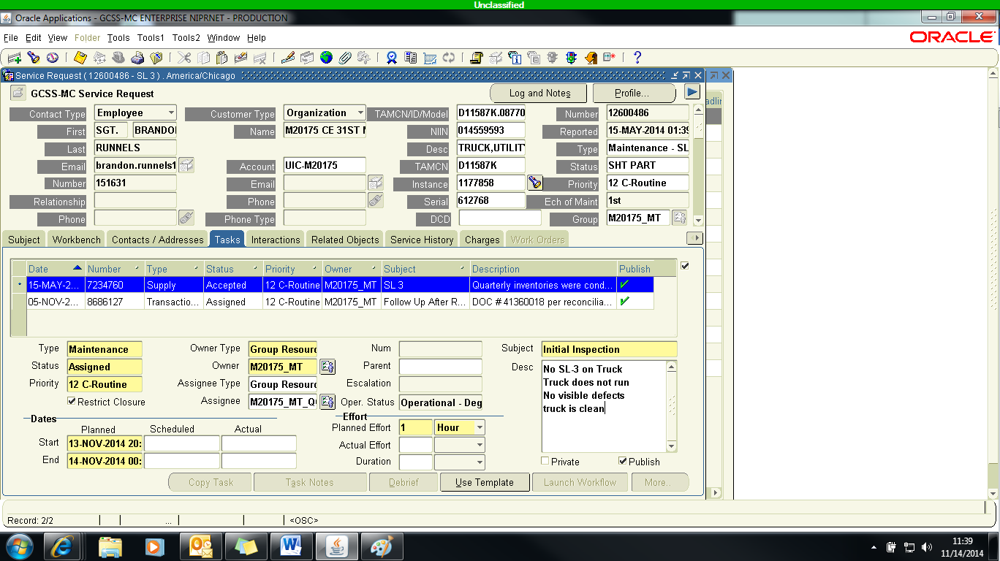 Unclassified
Oracle Applications - GCSS-MC ENTERPRISE NIPRNET - PRODUCTION
File Edit View Folder Tools Tools1 Tools2 Window Help
ORACLE
Service Request ( 12600486 - SL 3 ) . America/Chicago
GCSS-MC Service Request
Log and Notes Profile...
Contact Type Employee Customer Type Organization TAMCN/ID/Model D11587K.08770 Number 12600486
First SGT. BRANDO Name M20175 CE 31ST NIIN 014559593 Reported 15-MAY-2014 01:39
Last RUNNELS Desc TRUCK,UTILIT Type Maintenance - SL
Email brandon.runnels1 Account UIC-M20175 TAMCN D11587K Status SHT PART
Number 151631 Email Instance 1177858 Priority 12 C-Routine
Relationship Phone Serial 612768 Ech of Maint 1st
Phone Phone Type DCD Group M20175_MT
Subject Workbench Contacts / Addresses Tasks Interactions Related Objects Service History Charges Work Orders
Date Number Type Status Priority Owner Subject Description Publish
15-MAY-2... 7234760 Supply Accepted 12 C-Routine M20175_MT SL 3 Quarterly inventories were cond...
05-NOV-2... 8686127 Transactio... Assigned 12 C-Routine M20175_MT Follow Up After R... DOC # 41360018 per reconcilia...
Type Maintenance Owner Type Group Resourc Num Subject Initial Inspection
Status Assigned Owner M20175_MT Parent Desc No SL-3 on Truck
Truck does not run
Priority 12 C-Routine Assignee Type Group Resourc Escalation No visible defects
Restrict Closure Assignee M20175_MT_Q Oper. Status Operational - Deg truck is clean
Dates Effort
Planned Scheduled Actual Planned Effort 1 Hour
Start 13-NOV-2014 20: Actual Effort
End 14-NOV-2014 00: Duration Private Publish
Copy Task Task Notes Debrief Use Template Launch Workflow More..
Record: 2/2 ... <OSC>
11:39
11/14/2014